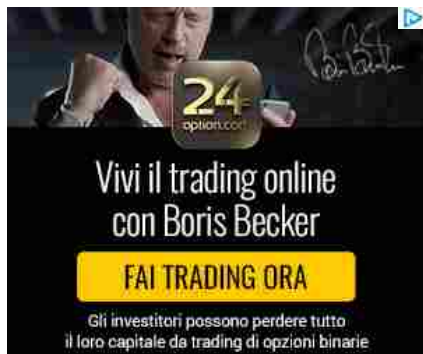 24
option.com
Vivi il trading online
con Boris Becker
FAI TRADING ORA
Gli investitori possono perdere tutto
il loro capitale da trading di opzioni binarie